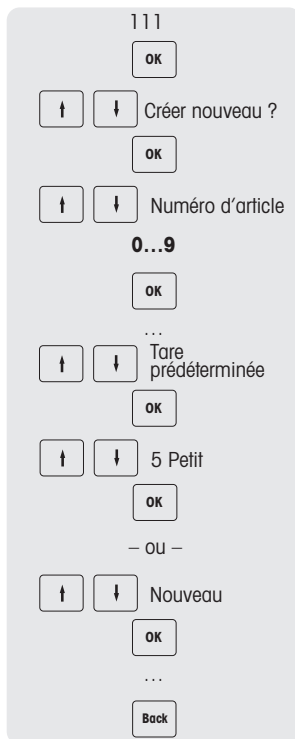 111
OK
Créer nouveau ?
OK
Numéro d'article
0...9
OK
...
Tare
prédéterminée
OK
5 Petit
OK
– ou –
Nouveau
OK
...
Back